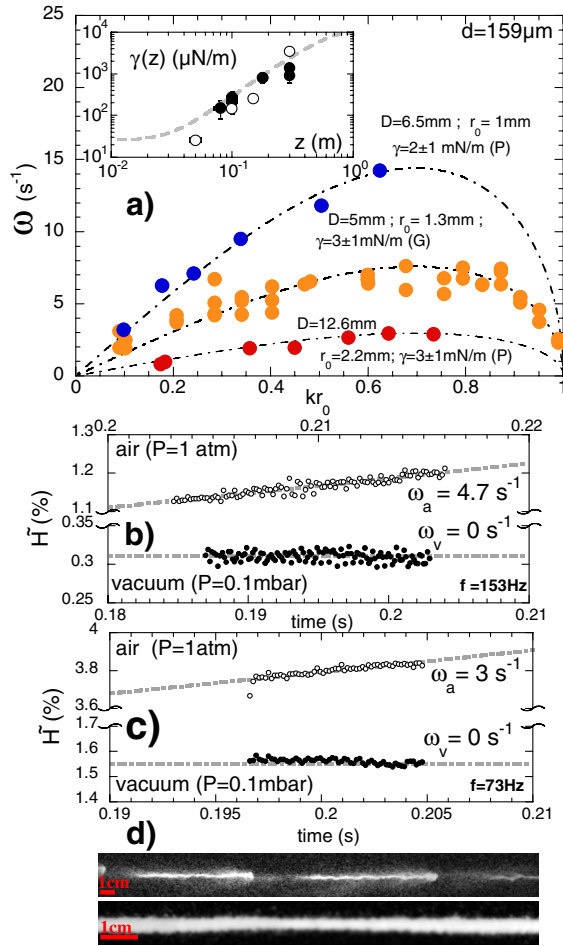 d=159µm
25
20
15
10
5
0
ω (s⁻¹)
γ(z) (µN/m)
10⁴
10³
10²
10¹
10⁻²
10⁻¹
10⁰
z (m)
D=6.5mm ; r₀= 1mm
γ=2±1 mN/m (P)
a)
D=5mm ; r₀= 1.3mm ;
γ=3±1mN/m (G)
D=12.6mm
r₀=2.2mm; γ=3±1mN/m (P)
0
0.2
0.4
0.6
0.8
1
kr₀
0.2
0.21
0.22
1.3
1.2
1.1
0.35
0.3
0.25
H̃ (%)
air (P=1 atm)
ωₐ = 4.7 s⁻¹
b)
ωᵥ = 0 s⁻¹
vacuum (P=0.1mbar)
f =153Hz
0.18
0.19
0.2
0.21
time (s)
4
3.8
3.6
1.7
1.6
1.5
1.4
H̃ (%)
air (P=1atm)
ωₐ = 3 s⁻¹
c)
ωᵥ = 0 s⁻¹
vacuum (P=0.1mbar)
f=73Hz
0.19
0.195
0.2
0.205
0.21
time (s)
d)
1cm
1cm